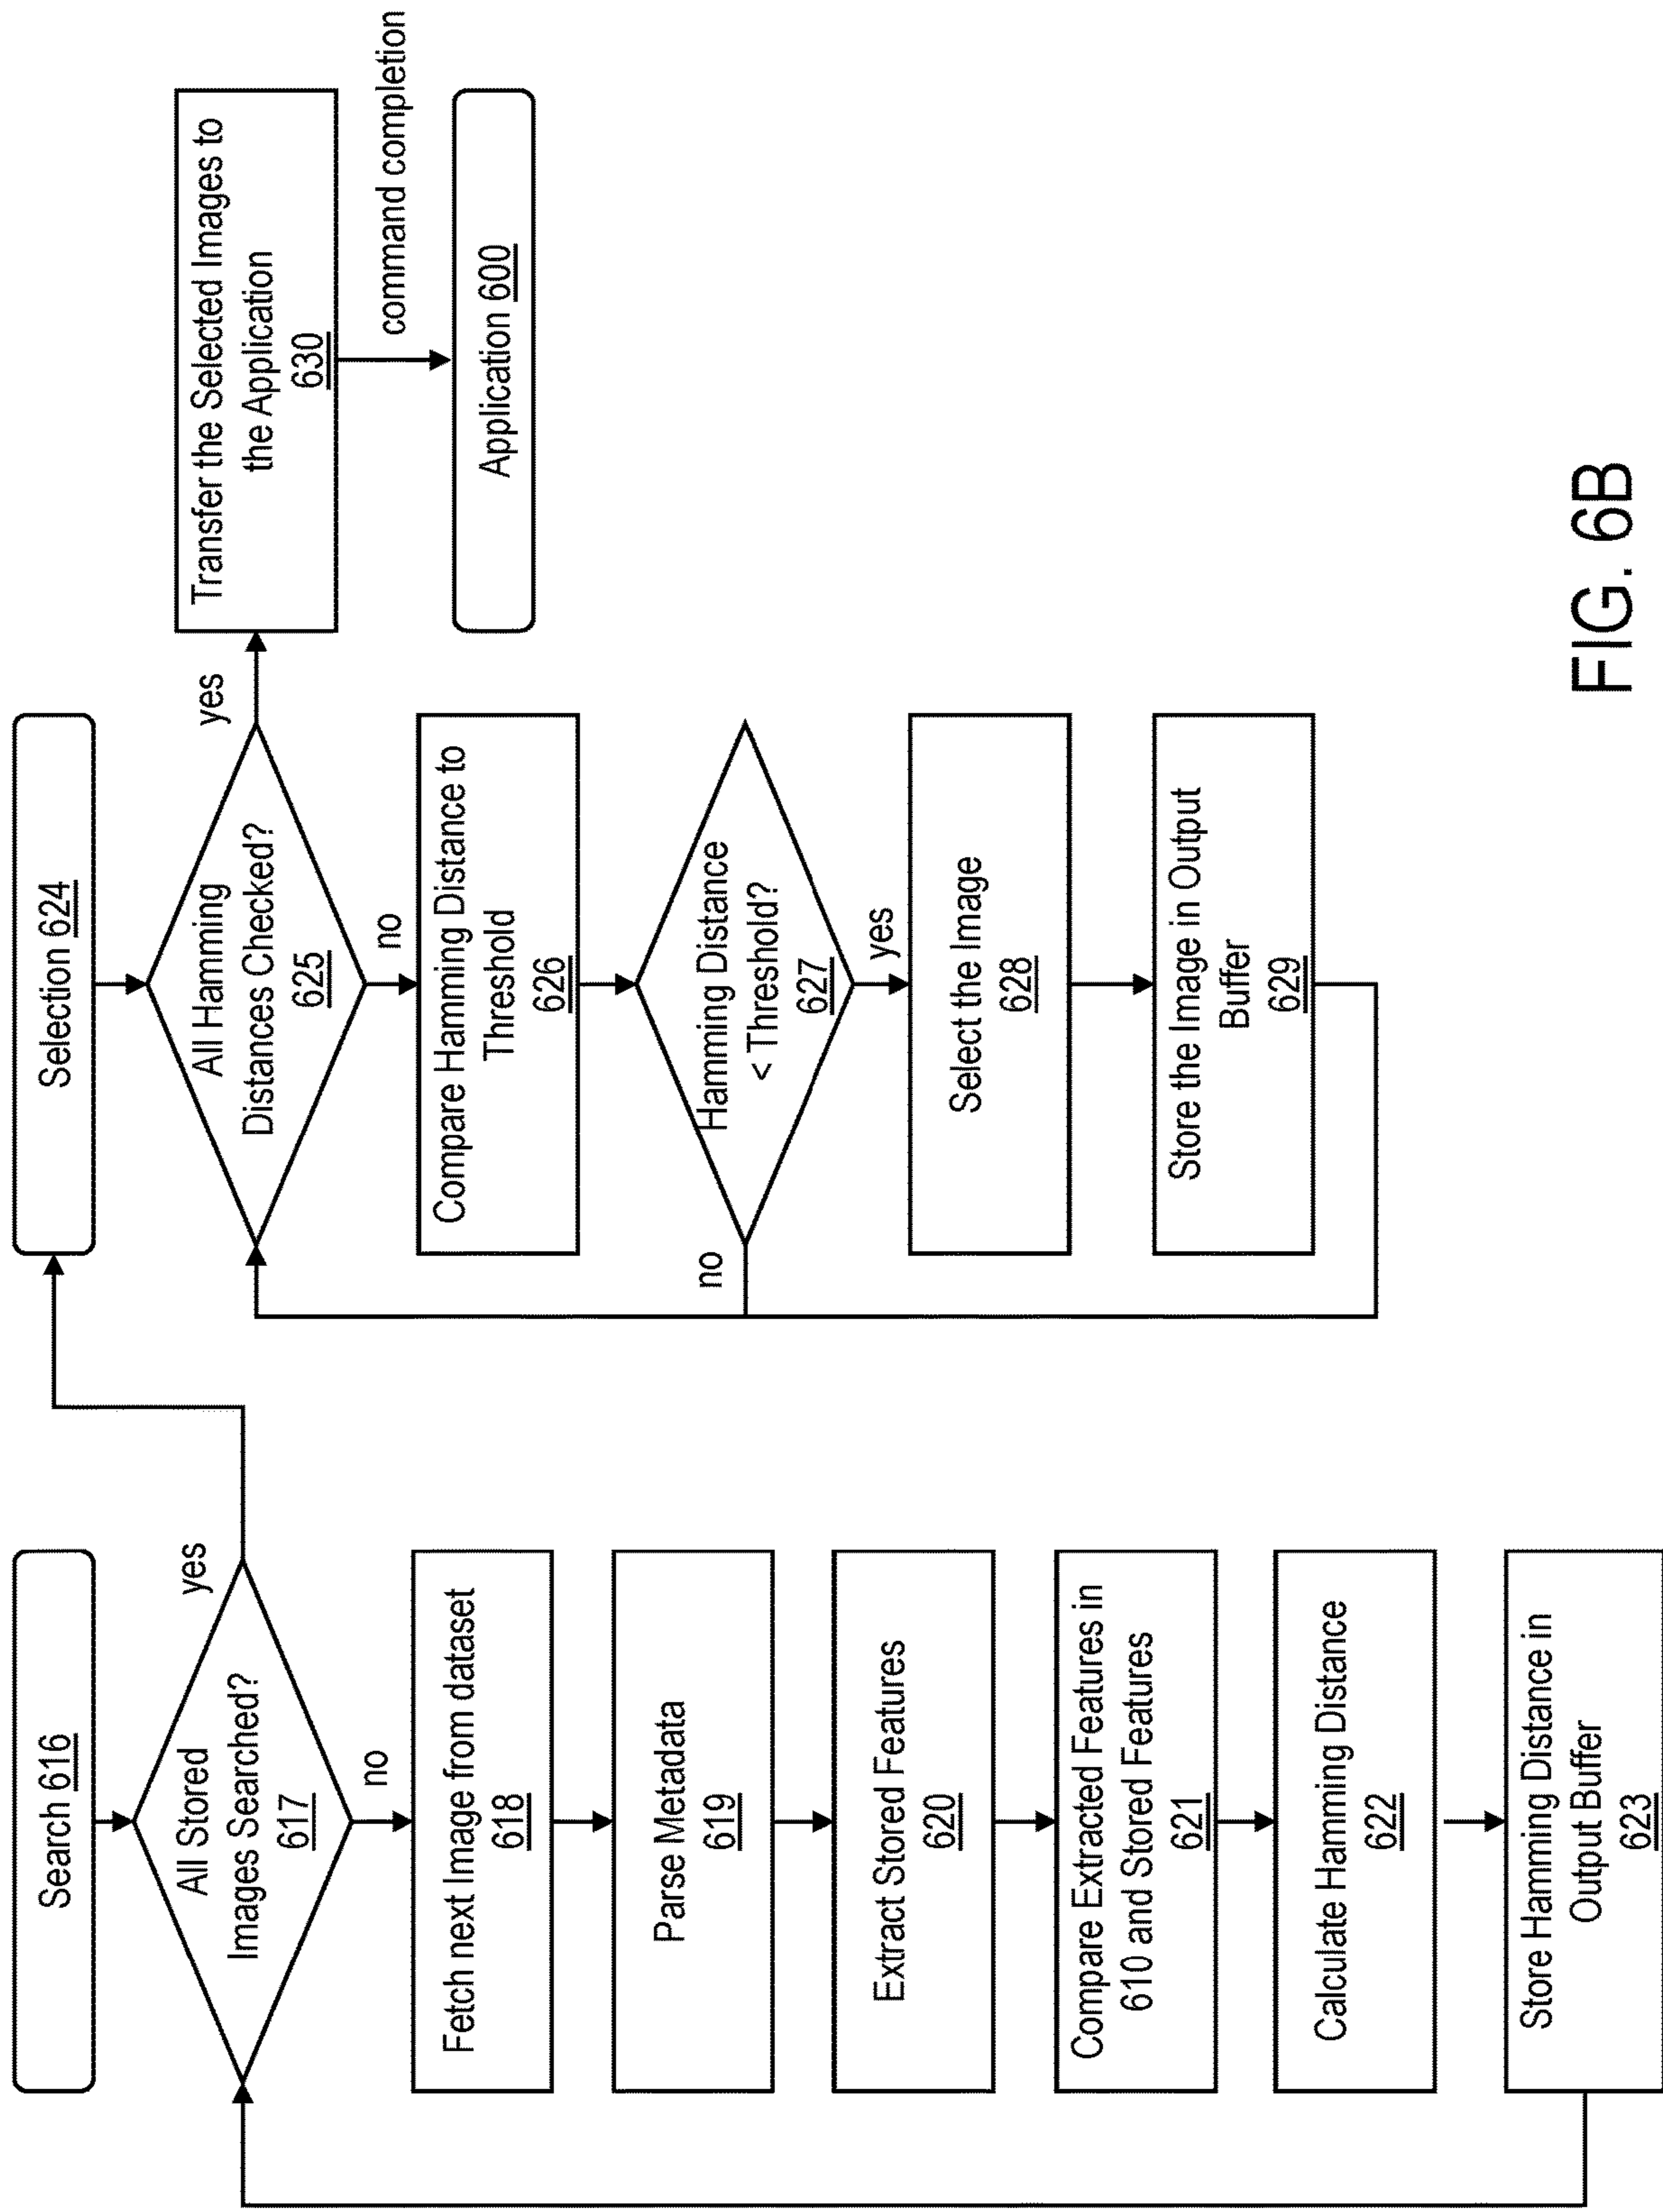 Search 616
All Stored
Images Searched?
617
yes
no
Fetch next Image from dataset
618
Parse Metadata
619
Extract Stored Features
620
Compare Extracted Features in
610 and Stored Features
621
Calculate Hamming Distance
622
Store Hamming Distance in
Output Buffer
623
Selection 624
All Hamming
Distances Checked?
625
yes
no
Compare Hamming Distance to
Threshold
626
Hamming Distance
< Threshold?
627
no
yes
Select the Image
628
Store the Image in Output
Buffer
629
Transfer the Selected Images to
the Application
630
command completion
Application 600
FIG. 6B